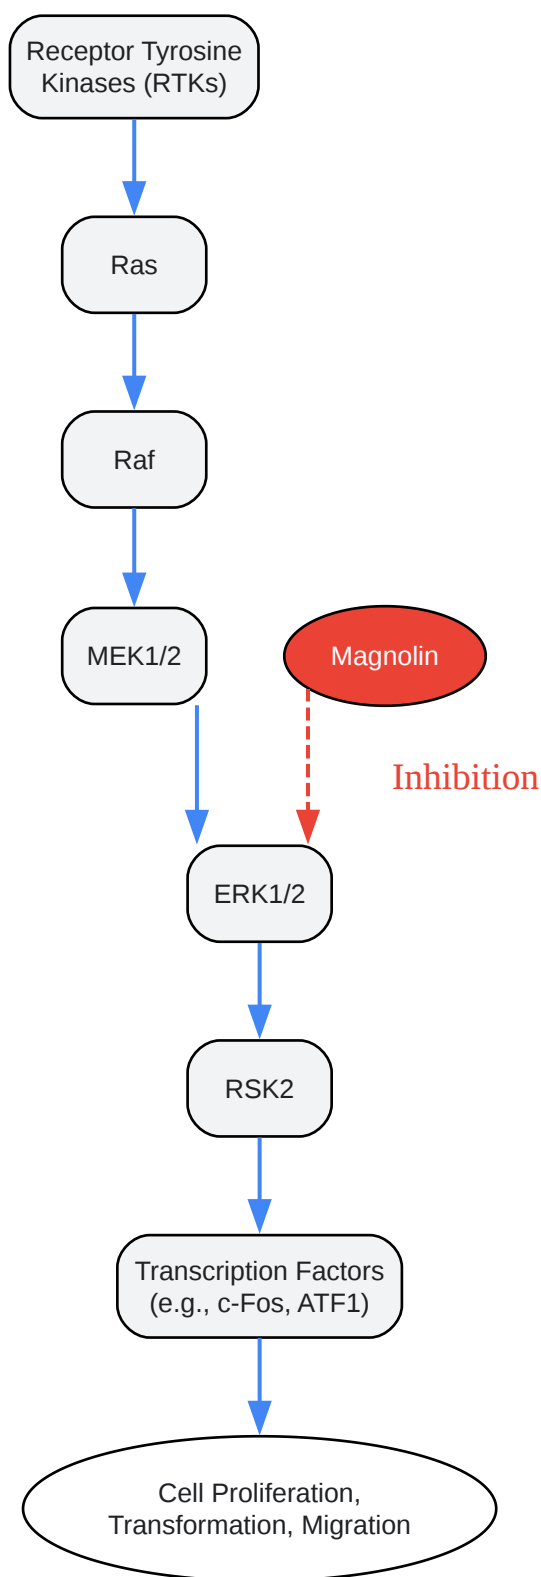 Receptor Tyrosine
Kinases (RTKs)
Ras
Raf
MEK1/2
Magnolin
Inhibition
ERK1/2
RSK2
Transcription Factors
(e.g., c-Fos, ATF1)
Cell Proliferation,
Transformation, Migration